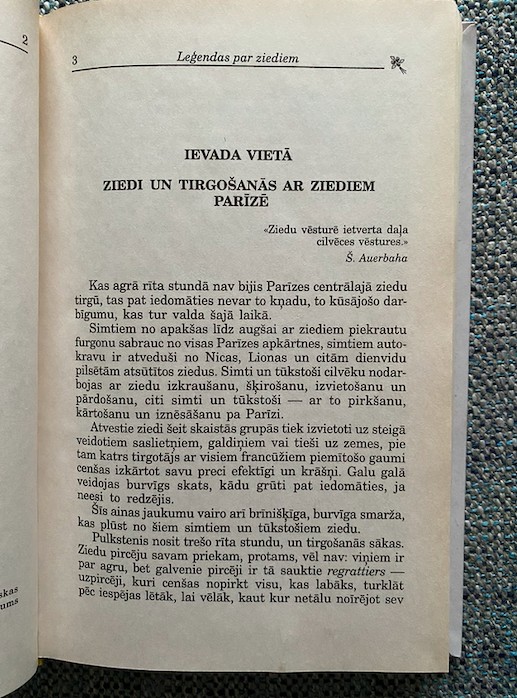 2
3 Leģendas par ziediem
IEVADA VIETĀ
ZIEDI UN TIRGOŠANĀS AR ZIEDIEM
PARĪZĒ
«Ziedu vēsturē ietverta daļa
cilvēces vēstures.»
Š. Auerbaha
Kas agrā rīta stundā nav bijis Parīzes centrālajā ziedu
tirgū, tas pat iedomāties nevar to kņadu, to kūsājošo dar-
bīgumu, kas tur valda šajā laikā.
Simtiem no apakšas līdz augšai ar ziediem piekrautu
furgonu sabrauc no visas Parīzes apkārtnes, simtiem auto-
kravu ir atveduši no Nicas, Lionas un citām dienvidu
pilsētām atsūtītos ziedus. Simti un tūkstoši cilvēku nodar-
bojas ar ziedu izkraušanu, šķirošanu, izvietošanu un
pārdošanu, citi simti un tūkstoši — ar to pirkšanu,
kārtošanu un iznēsāšanu pa Parīzi.
Atvestie ziedi šeit skaistās grupās tiek izvietoti uz steigā
veidotiem saslietņiem, galdiņiem vai tieši uz zemes, pie
tam katrs tirgotājs ar visiem francūžiem piemītošo gaumi
cenšas izkārtot savu preci efektīgi un krāšņi. Galu galā
veidojas burvīgs skats, kādu grūti pat iedomāties, ja
neesi to redzējis.
Šīs ainas jaukumu vairo arī brīnišķīga, burvīga smarža,
kas plūst no šiem simtiem un tūkstošiem ziedu.
Pulkstenis nosit trešo rīta stundu, un tirgošanās sākas.
Ziedu pircēju savam priekam, protams, vēl nav: viņiem ir
par agru, bet galvenie pircēji ir tā sauktie regrattiers —
uzpircēji, kuri cenšas nopirkt visu, kas labāks, turklāt
pēc iespējas lētāk, lai vēlāk, kaut kur netālu noīrējot sev
skas
ums